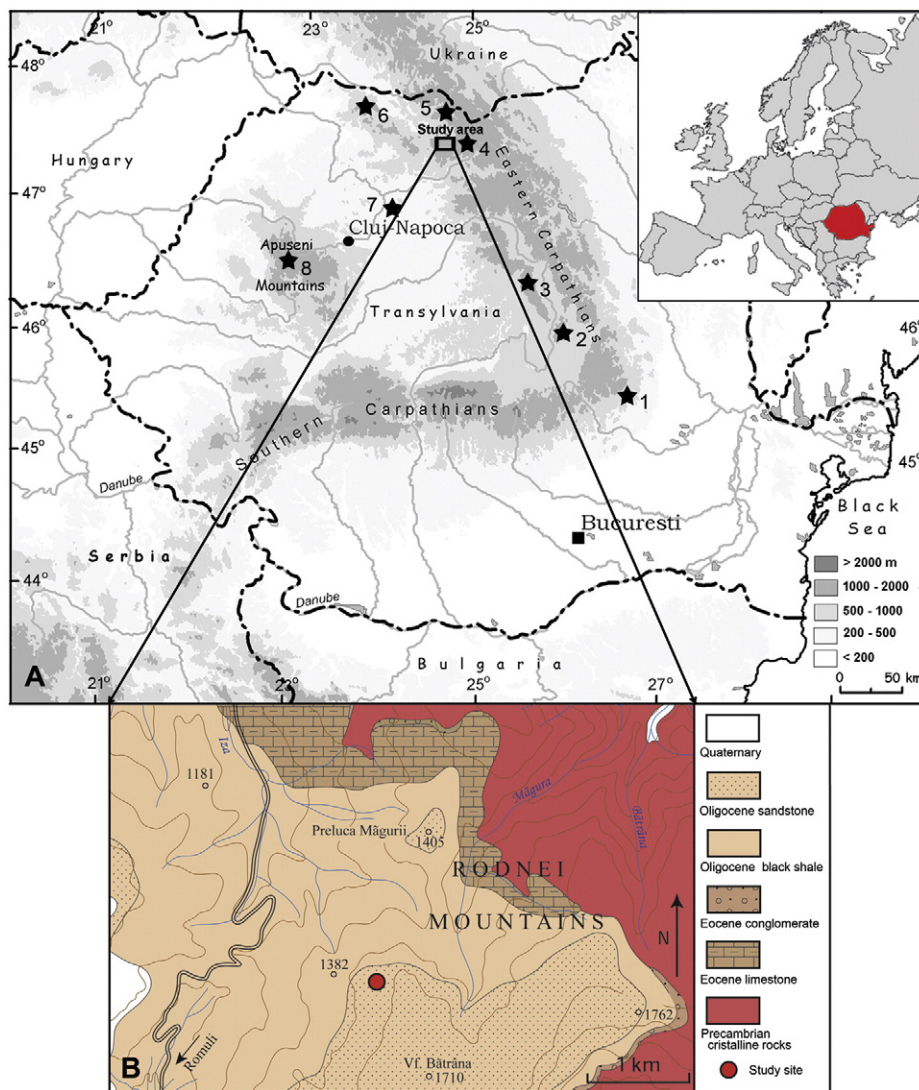 21°
23°
25°
48°
Ukraine
6
5
Study area
4
Hungary
47°
7
Cluj-Napoca
Eastern Carpathians
Apuseni
8
Mountains
3
Transylvania
2
46°
46°
1
Carpathians
Southern
45°
45°
Danube
Black
Sea
Bucuresti
Serbia
> 2000 m
1000 - 2000
500 - 1000
200 - 500
< 200
44°
Danube
Bulgaria
A
50 km
21°
23°
25°
27°
Iza
1181
Preluca Măgurii
1405
Măgura
Bătrâna
RODNEI
MOUNTAINS
N
1382
1762
Romuli
Vf. Bătrâna
1710
1 km
B
Quaternary
Oligocene sandstone
Oligocene black shale
Eocene conglomerate
Eocene limestone
Precambrian
cristalline rocks
Study site